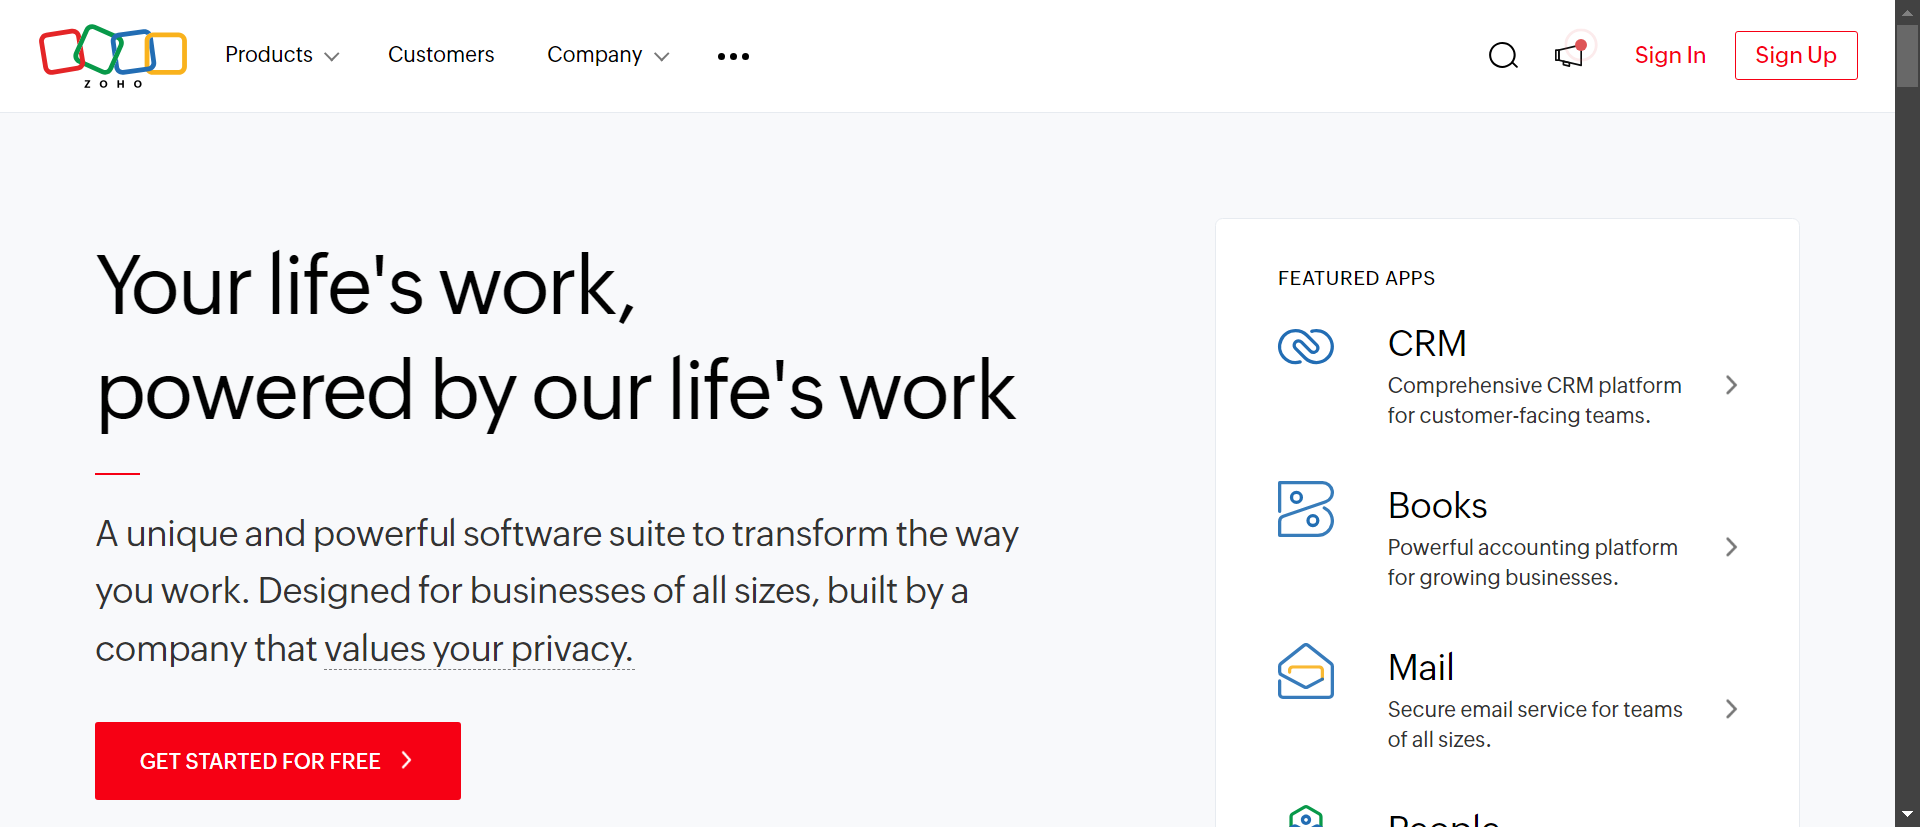 ZOHO
Products
Customers
Company
Sign In
Sign Up
Your life's work,
powered by our life's work
A unique and powerful software suite to transform the way
you work. Designed for businesses of all sizes, built by a
company that values your privacy.
GET STARTED FOR FREE
FEATURED APPS
CRM
Comprehensive CRM platform
for customer-facing teams.
Books
Powerful accounting platform
for growing businesses.
Mail
Secure email service for teams
of all sizes.
People